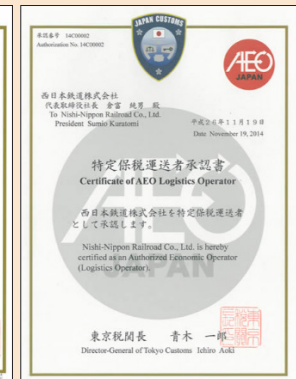 承認番号 14C00002
Authorization No. 14C00002
JAPAN CUSTOMS
AEO
JAPAN
西日本鉄道株式会社
代表取締役社長 倉富 純男 殿
To Nishi-Nippon Railroad Co., Ltd.
President Sumio Kuratomi
平成26年11月19日
Date November 19, 2014
特定保税運送者承認書
Certificate of AEO Logistics Operator
西日本鉄道株式会社を特定保税運送者
として承認します。
Nishi-Nippon Railroad Co., Ltd. is hereby
certified as an Authorized Economic Operator
(Logistics Operator).
AEO
JAPAN
東京税関長 青木 一郎
Director-General of Tokyo Customs Ichiro Aoki